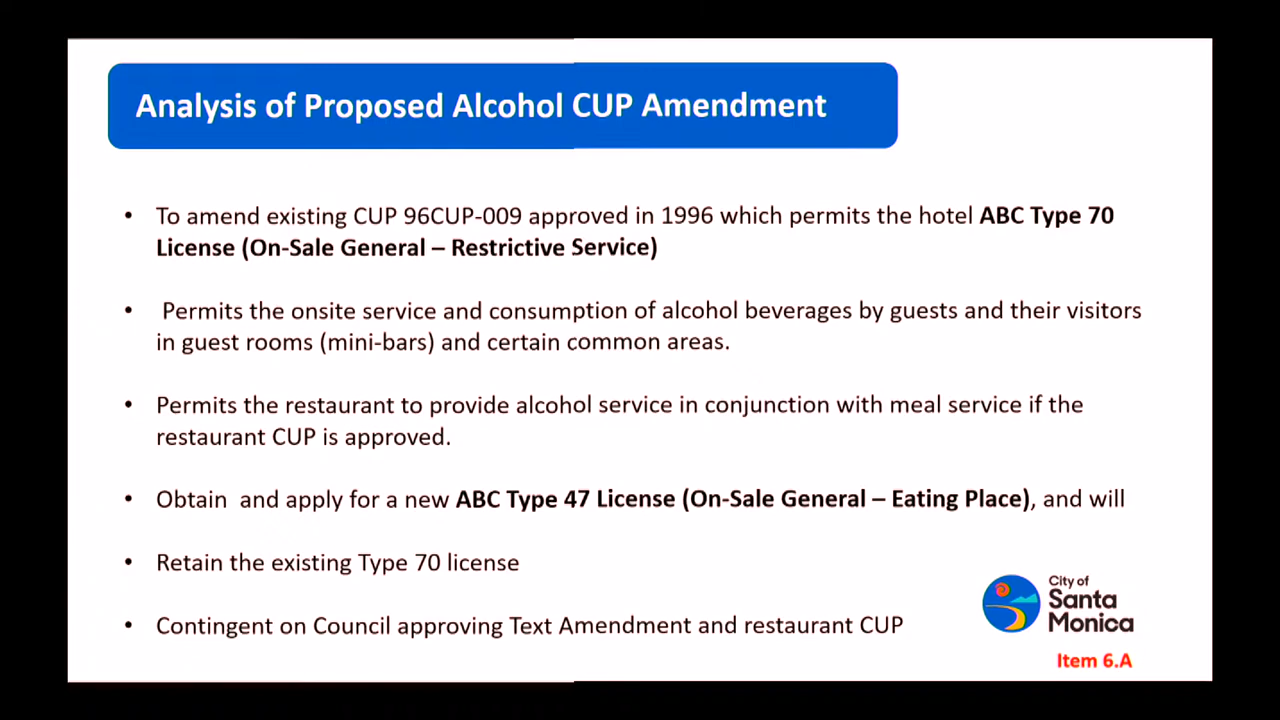 Analysis of Proposed Alcohol CUP Amendment
• To amend existing CUP 96CUP-009 approved in 1996 which permits the hotel ABC Type 70
License (On-Sale General – Restrictive Service)
• Permits the onsite service and consumption of alcohol beverages by guests and their visitors
in guest rooms (mini-bars) and certain common areas.
• Permits the restaurant to provide alcohol service in conjunction with meal service if the
restaurant CUP is approved.
• Obtain and apply for a new ABC Type 47 License (On-Sale General – Eating Place), and will
• Retain the existing Type 70 license
• Contingent on Council approving Text Amendment and restaurant CUP
City of
Santa
Monica
Item 6.A